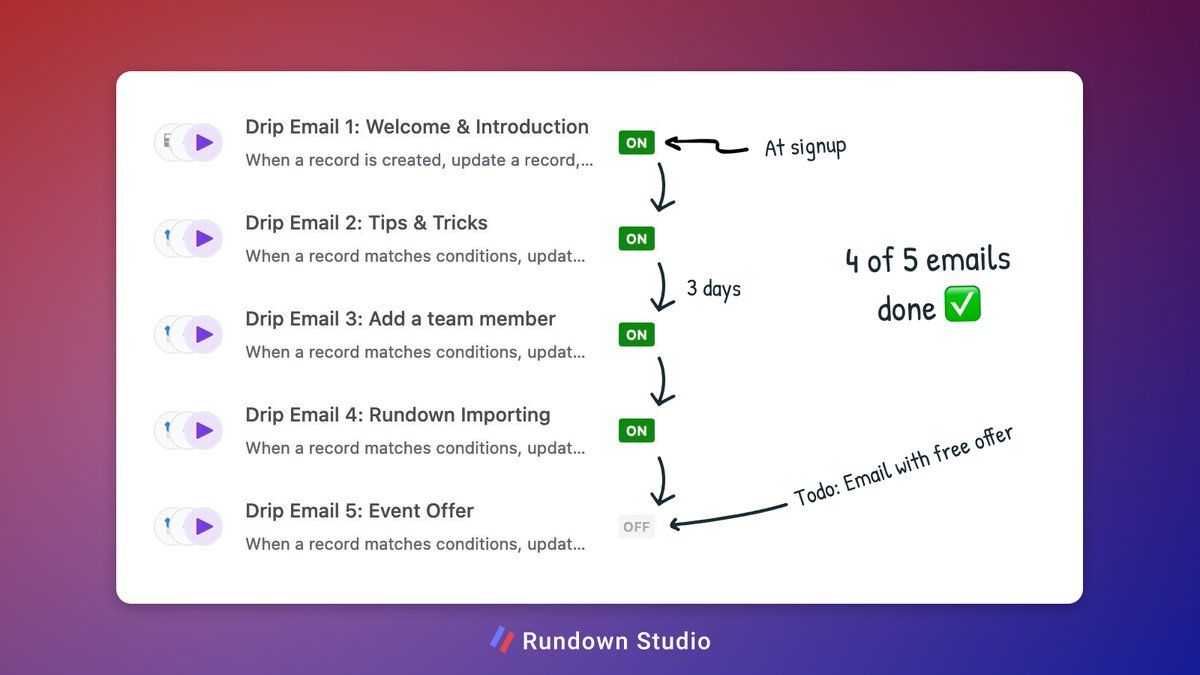 Drip Email 1: Welcome & Introduction
When a record is created, update a record,...
ON
At signup
Drip Email 2: Tips & Tricks
When a record matches conditions, updat...
ON
3 days
4 of 5 emails
done ✅
Drip Email 3: Add a team member
When a record matches conditions, updat...
ON
Drip Email 4: Rundown Importing
When a record matches conditions, updat...
ON
Todo: Email with free offer
Drip Email 5: Event Offer
When a record matches conditions, updat...
OFF
Rundown Studio